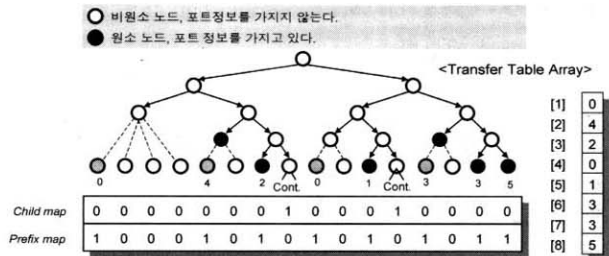 비원소 노드, 포트정보를 가지지 않는다.
원소 노드, 포트 정보를 가지고 있다.
<Transfer Table Array>
[1] 0
[2] 4
[3] 2
[4] 0
[5] 1
[6] 3
[7] 3
[8] 5
0 4 2 Cont. 0 1 Cont. 3 3 5
Child map 0 0 0 0 0 0 0 1 0 0 0 1 0 0 0 0
Prefix map 1 0 0 0 1 0 1 0 1 0 1 0 1 0 1 1